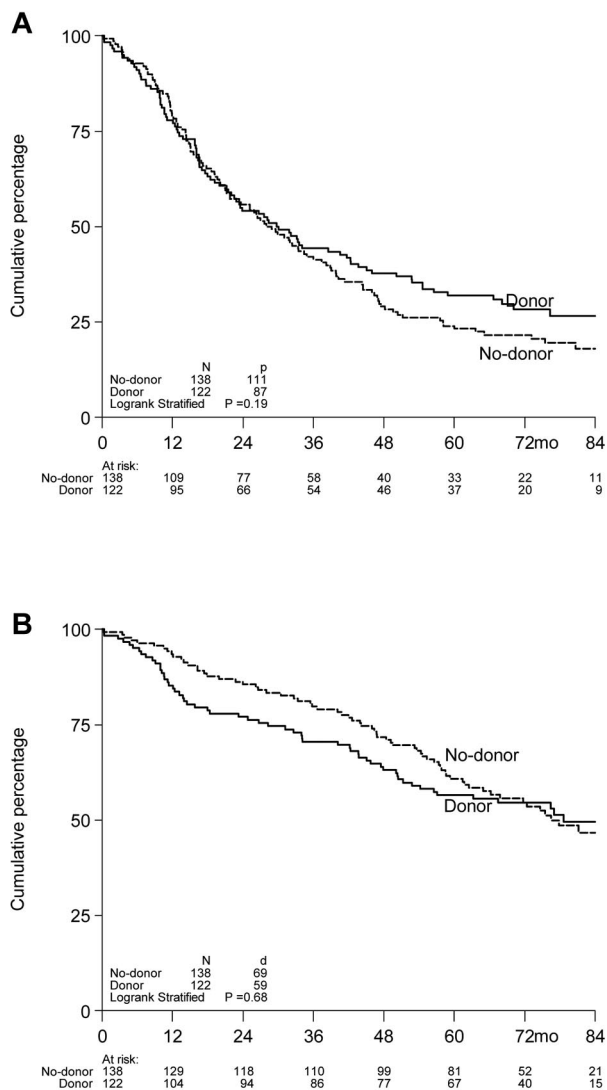 A
Cumulative percentage
100
75
50
25
0
Donor
No-donor
N p
No-donor 138 111
Donor 122 87
Logrank Stratified P =0.19
0 12 24 36 48 60 72mo 84
At risk:
No-donor 138 109 77 58 40 33 22 11
Donor 122 95 66 54 46 37 20 9
B
Cumulative percentage
100
75
50
25
0
No-donor
Donor
N d
No-donor 138 69
Donor 122 59
Logrank Stratified P =0.68
0 12 24 36 48 60 72mo 84
At risk:
No-donor 138 129 118 110 99 81 52 21
Donor 122 104 94 86 77 67 40 15